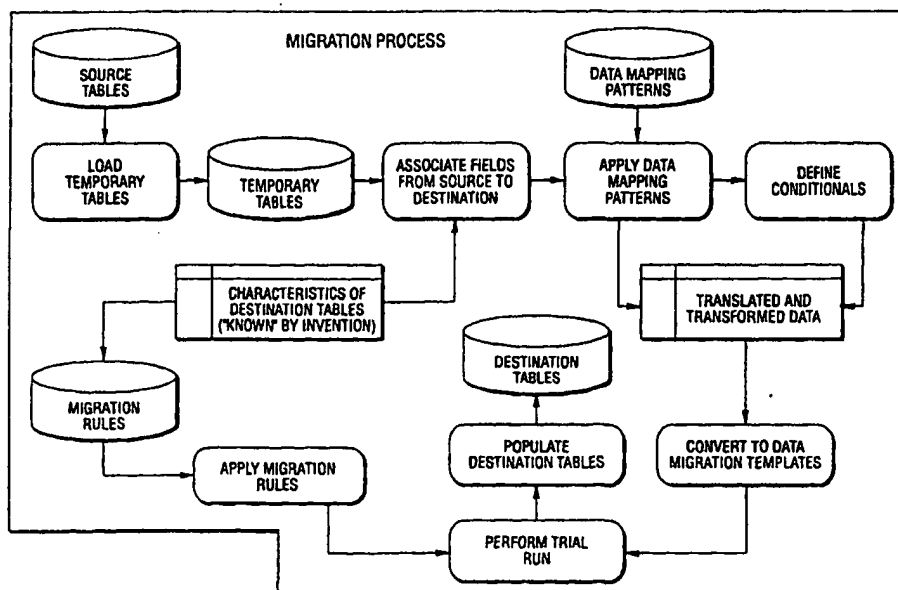 MIGRATION PROCESS
SOURCE
TABLES
DATA MAPPING
PATTERNS
LOAD
TEMPORARY
TABLES
TEMPORARY
TABLES
ASSOCIATE FIELDS
FROM SOURCE TO
DESTINATION
APPLY DATA
MAPPING
PATTERNS
DEFINE
CONDITIONALS
CHARACTERISTICS OF
DESTINATION TABLES
("KNOWN" BY INVENTION)
TRANSLATED AND
TRANSFORMED DATA
DESTINATION
TABLES
MIGRATION
RULES
APPLY MIGRATION
RULES
POPULATE
DESTINATION TABLES
CONVERT TO DATA
MIGRATION TEMPLATES
PERFORM TRIAL
RUN